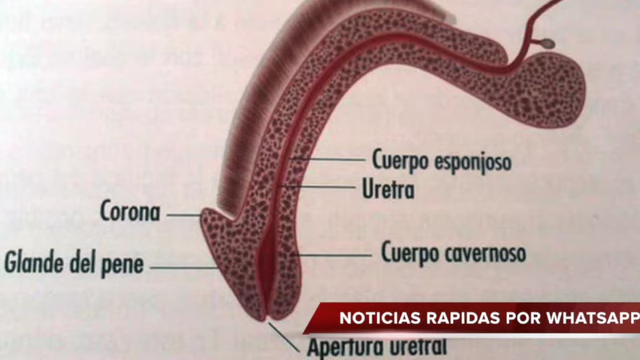 Cuerpo esponjoso
Uretra
Corona
Cuerpo cavernoso
Glande del pene
NOTICIAS RAPIDAS POR WHATSAPP
Apertura uretral